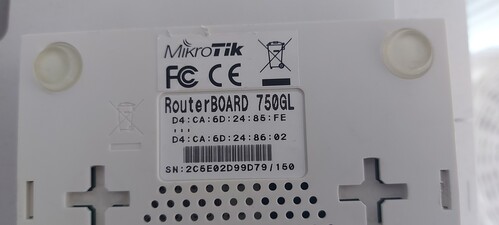 MikroTik
FC CE
RouterBOARD 750GL
D4:CA:6D:24:85:FE
...
D4:CA:6D:24:86:02
SN:2C6E02D99D79/150